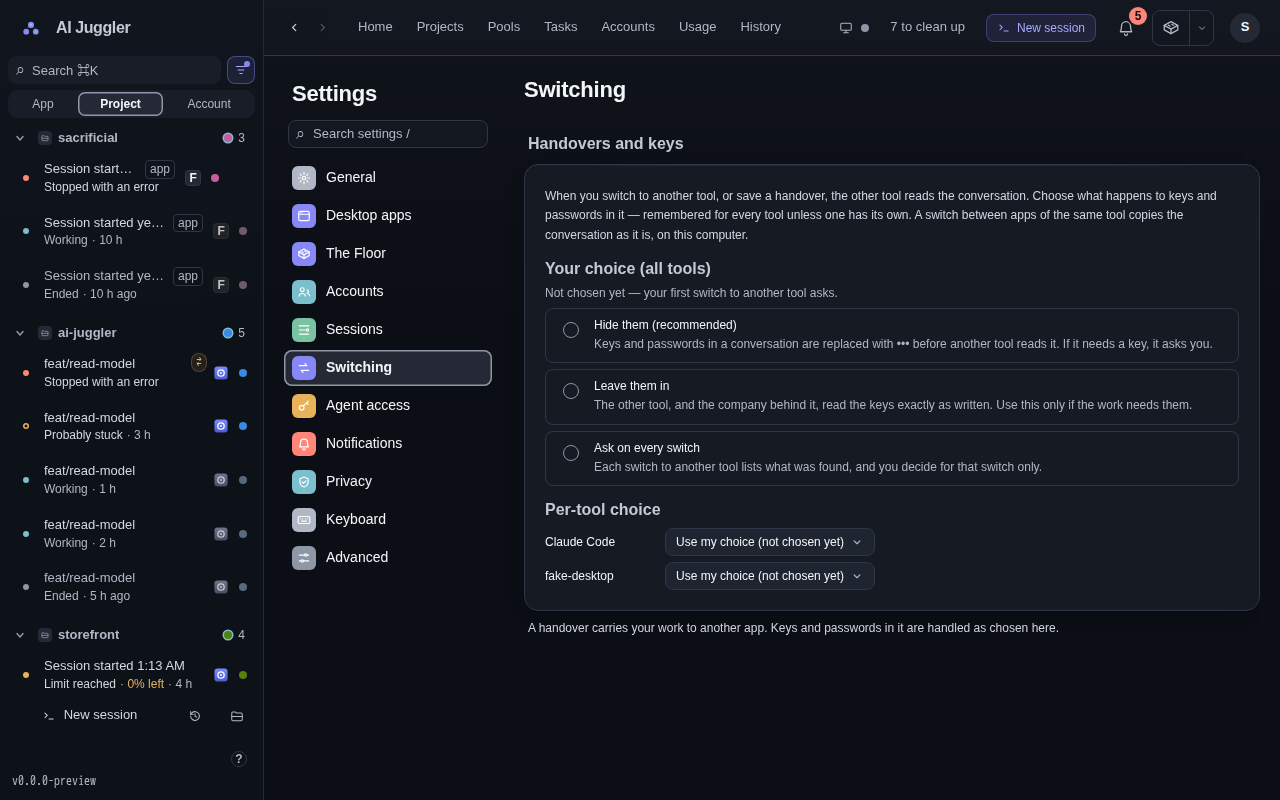 AI Juggler
Search ⌘K
App Project Account
sacrificial 3
Session start… app F
Stopped with an error
Session started ye… app F
Working · 10 h
Session started ye… app F
Ended · 10 h ago
ai-juggler 5
feat/read-model
Stopped with an error
feat/read-model
Probably stuck · 3 h
feat/read-model
Working · 1 h
feat/read-model
Working · 2 h
feat/read-model
Ended · 5 h ago
storefront 4
Session started 1:13 AM
Limit reached · 0% left · 4 h
New session
?
v0.0.0-preview
Home Projects Pools Tasks Accounts Usage History 7 to clean up New session 5 S
Settings
Search settings /
General
Desktop apps
The Floor
Accounts
Sessions
Switching
Agent access
Notifications
Privacy
Keyboard
Advanced
Switching
Handovers and keys
When you switch to another tool, or save a handover, the other tool reads the conversation. Choose what happens to keys and
passwords in it — remembered for every tool unless one has its own. A switch between apps of the same tool copies the
conversation as it is, on this computer.
Your choice (all tools)
Not chosen yet — your first switch to another tool asks.
Hide them (recommended)
Keys and passwords in a conversation are replaced with ••• before another tool reads it. If it needs a key, it asks you.
Leave them in
The other tool, and the company behind it, read the keys exactly as written. Use this only if the work needs them.
Ask on every switch
Each switch to another tool lists what was found, and you decide for that switch only.
Per-tool choice
Claude Code Use my choice (not chosen yet)
fake-desktop Use my choice (not chosen yet)
A handover carries your work to another app. Keys and passwords in it are handled as chosen here.